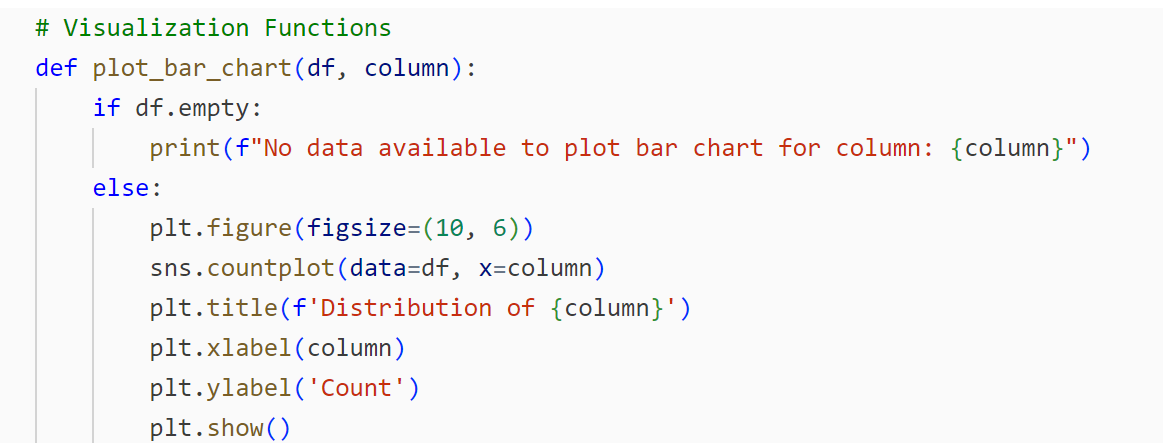 # Visualization Functions
def plot_bar_chart(df, column):
    if df.empty:
        print(f"No data available to plot bar chart for column: {column}")
    else:
        plt.figure(figsize=(10, 6))
        sns.countplot(data=df, x=column)
        plt.title(f'Distribution of {column}')
        plt.xlabel(column)
        plt.ylabel('Count')
        plt.show()